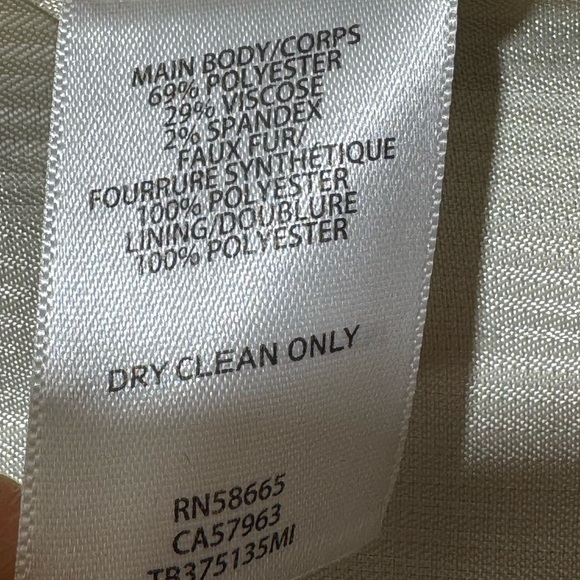 MAIN BODY/CORPS
69% POLYESTER
29% VISCOSE
2% SPANDEX
FAUX FUR/
FOURRURE SYNTHÉTIQUE
100% POLYESTER
LINING/DOUBLURE
100% POLYESTER
DRY CLEAN ONLY
RN58665
CA57963
TB375135MI